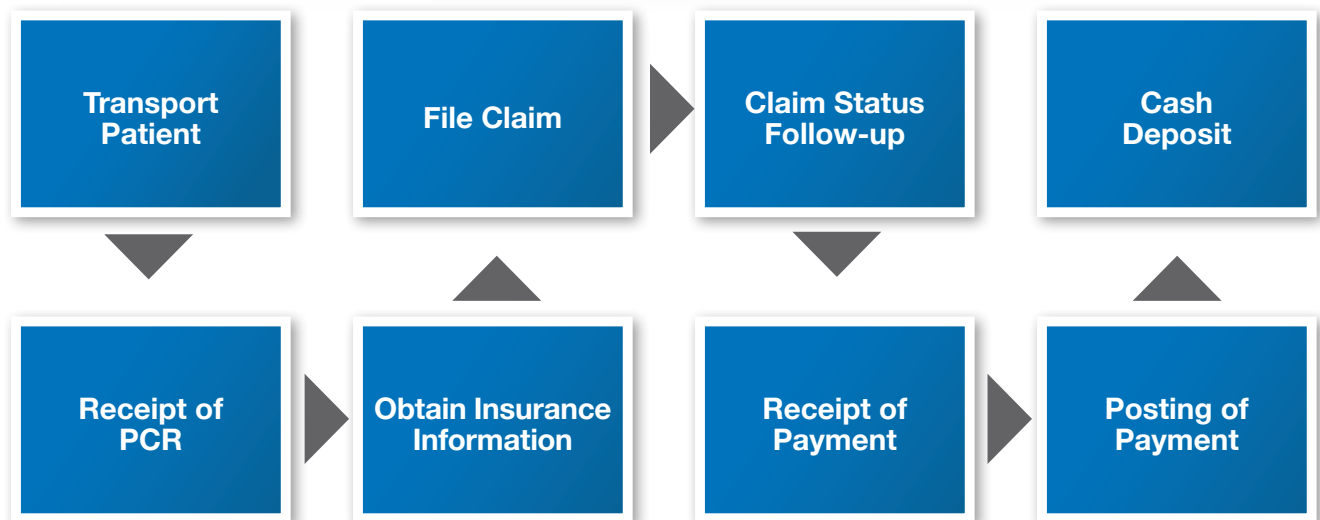 Transport
Patient
File Claim
Claim Status
Follow-up
Cash
Deposit
Receipt of
PCR
Obtain Insurance
Information
Receipt of
Payment
Posting of
Payment